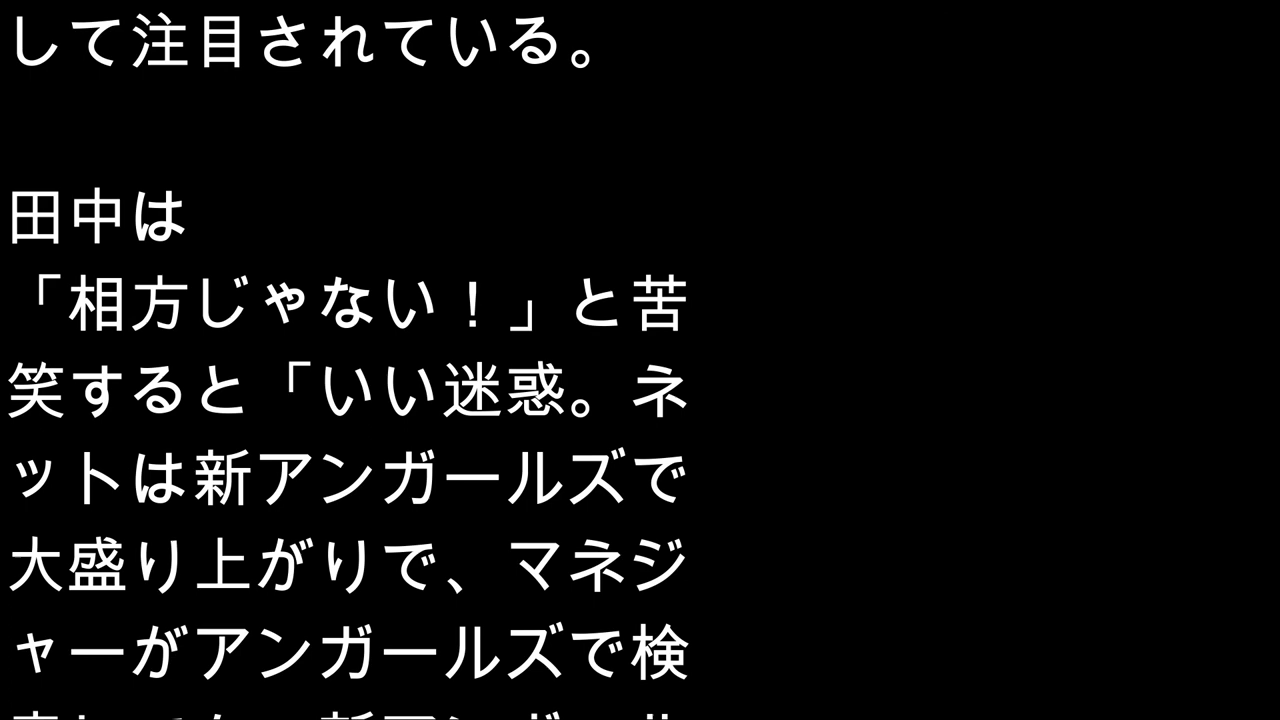 して注目されている。
田中は
「相方じゃない！」と苦
笑すると「いい迷惑。ネ
ットは新アンガールズで
大盛り上がりで、マネジ
ャーがアンガールズで検